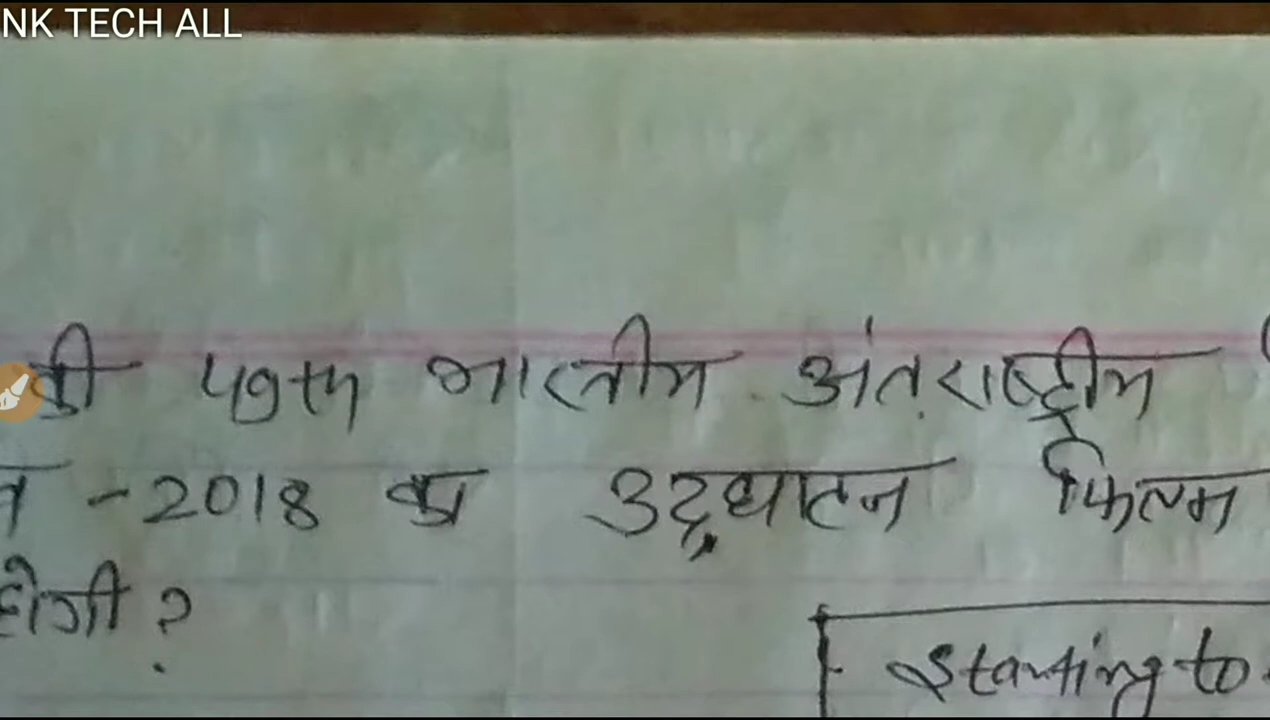 NK TECH ALL
की 49th भारतीय अंतराष्ट्रीय
-2018 का उद्घाटन फिल्म
होगी ?
Starting to